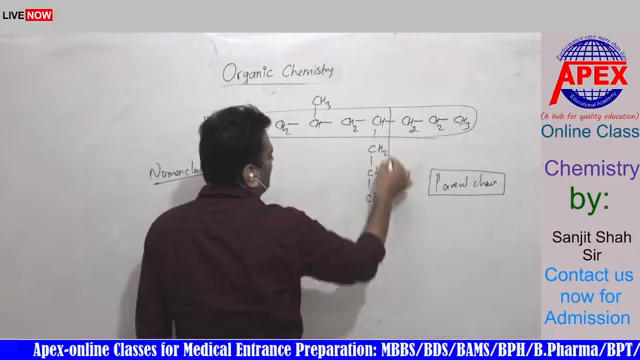 LIVE NOW
Organic Chemistry
CH3
CH2 — CH — CH2 — CH — CH2 — CH2 — CH3
CH2
Parent chain
APEX
Educational Academy
(A hub for quality education)
Online Class
Chemistry
by:
Sanjit Shah
Sir
Contact us
now for
Admission
Apex-online Classes for Medical Entrance Preparation: MBBS/BDS/BAMS/BPH/B.Pharma/BPT/